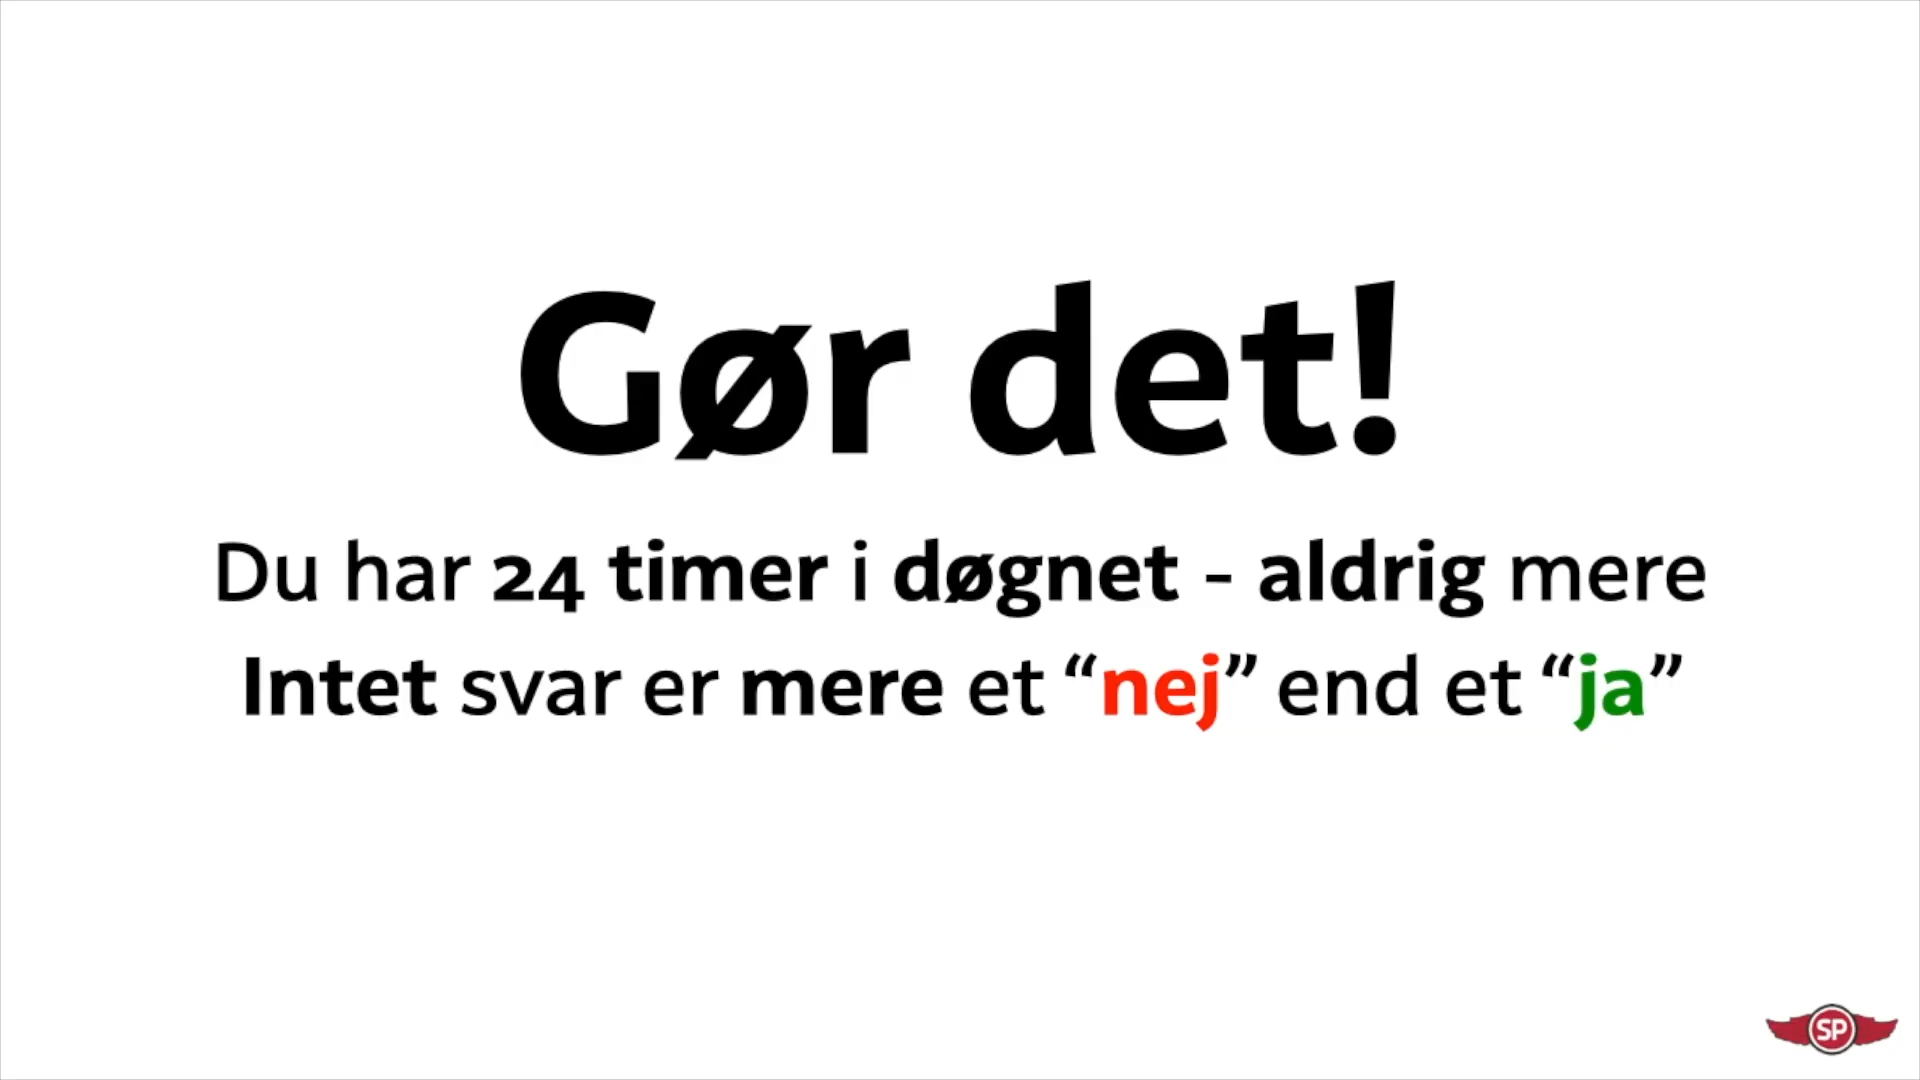 Gør det!
Du har 24 timer i døgnet - aldrig mere
Intet svar er mere et “nej” end et “ja”
SP